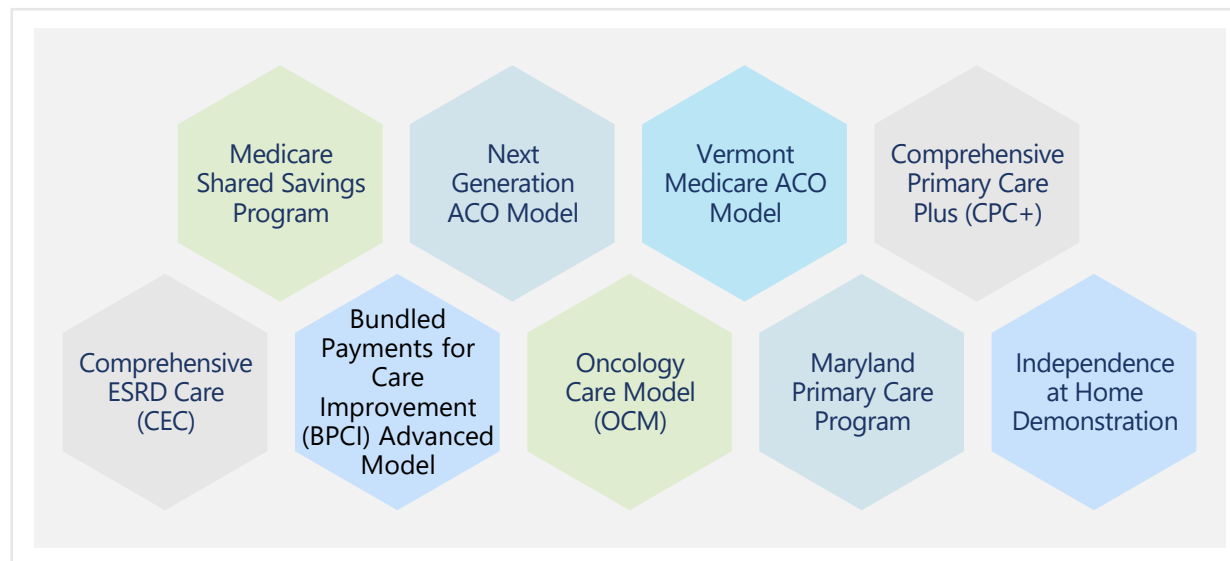 Medicare
Shared Savings
Program
Next
Generation
ACO Model
Vermont
Medicare ACO
Model
Comprehensive
Primary Care
Plus (CPC+)
Comprehensive
ESRD Care
(CEC)
Bundled
Payments for
Care
Improvement
(BPCI) Advanced
Model
Oncology
Care Model
(OCM)
Maryland
Primary Care
Program
Independence
at Home
Demonstration